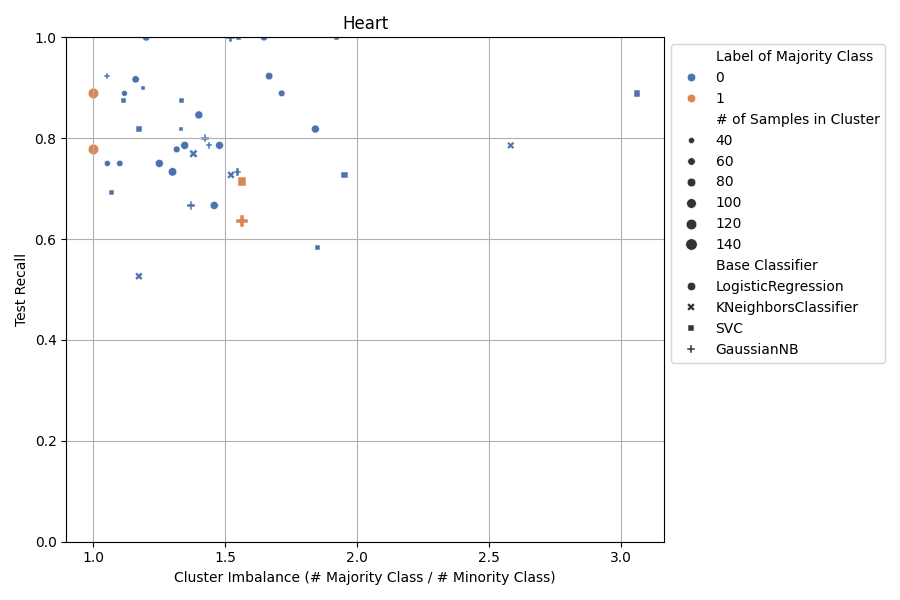 Heart
1.0
0.8
0.6
0.4
0.2
0.0
Test Recall
1.0
1.5
2.0
2.5
3.0
Cluster Imbalance (# Majority Class / # Minority Class)
Label of Majority Class
0
1
# of Samples in Cluster
40
60
80
100
120
140
Base Classifier
LogisticRegression
KNeighborsClassifier
SVC
GaussianNB